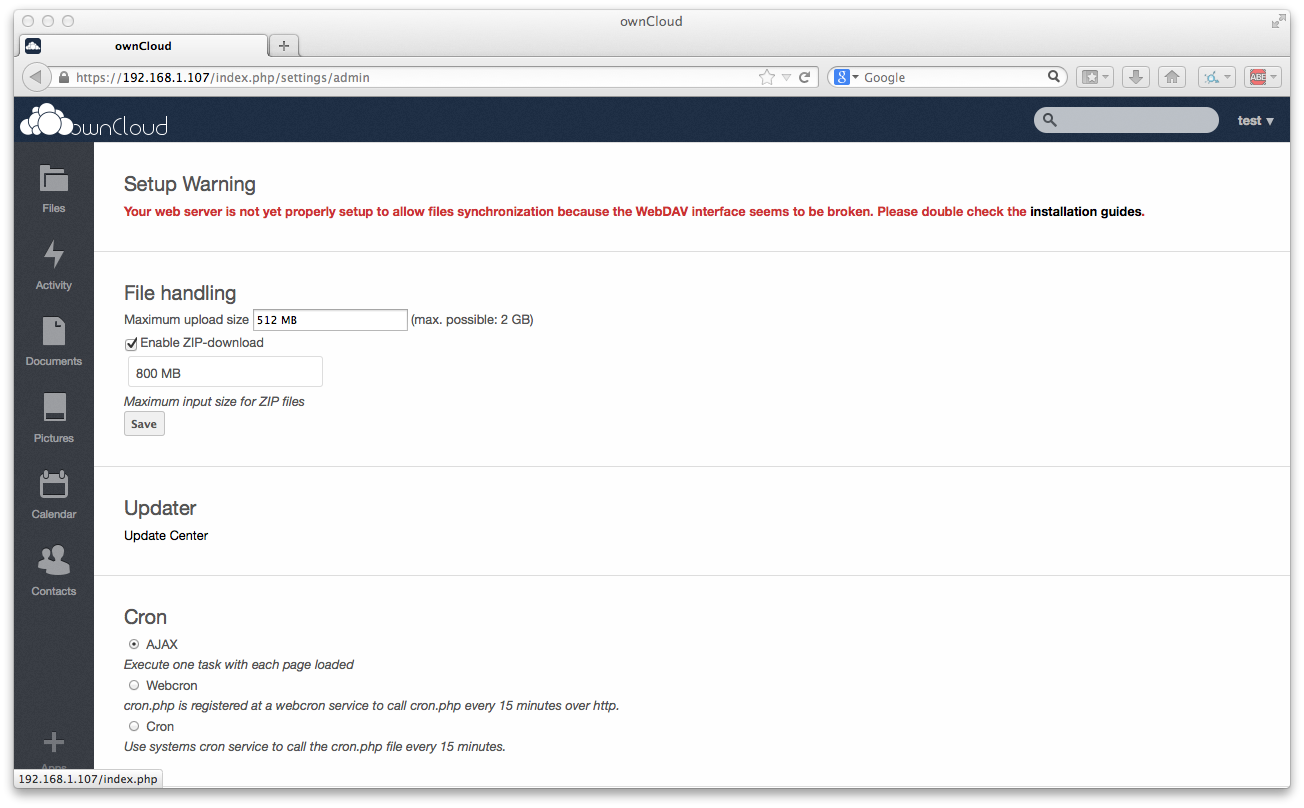 ownCloud
ownCloud
https://192.168.1.107/index.php/settings/admin
8 Google
ABE
ownCloud
test
Files
Activity
Documents
Pictures
Calendar
Contacts
Apps
Setup Warning
Your web server is not yet properly setup to allow files synchronization because the WebDAV interface seems to be broken. Please double check the installation guides.
File handling
Maximum upload size 512 MB (max. possible: 2 GB)
Enable ZIP-download
800 MB
Maximum input size for ZIP files
Save
Updater
Update Center
Cron
AJAX
Execute one task with each page loaded
Webcron
cron.php is registered at a webcron service to call cron.php every 15 minutes over http.
Cron
Use systems cron service to call the cron.php file every 15 minutes.
192.168.1.107/index.php